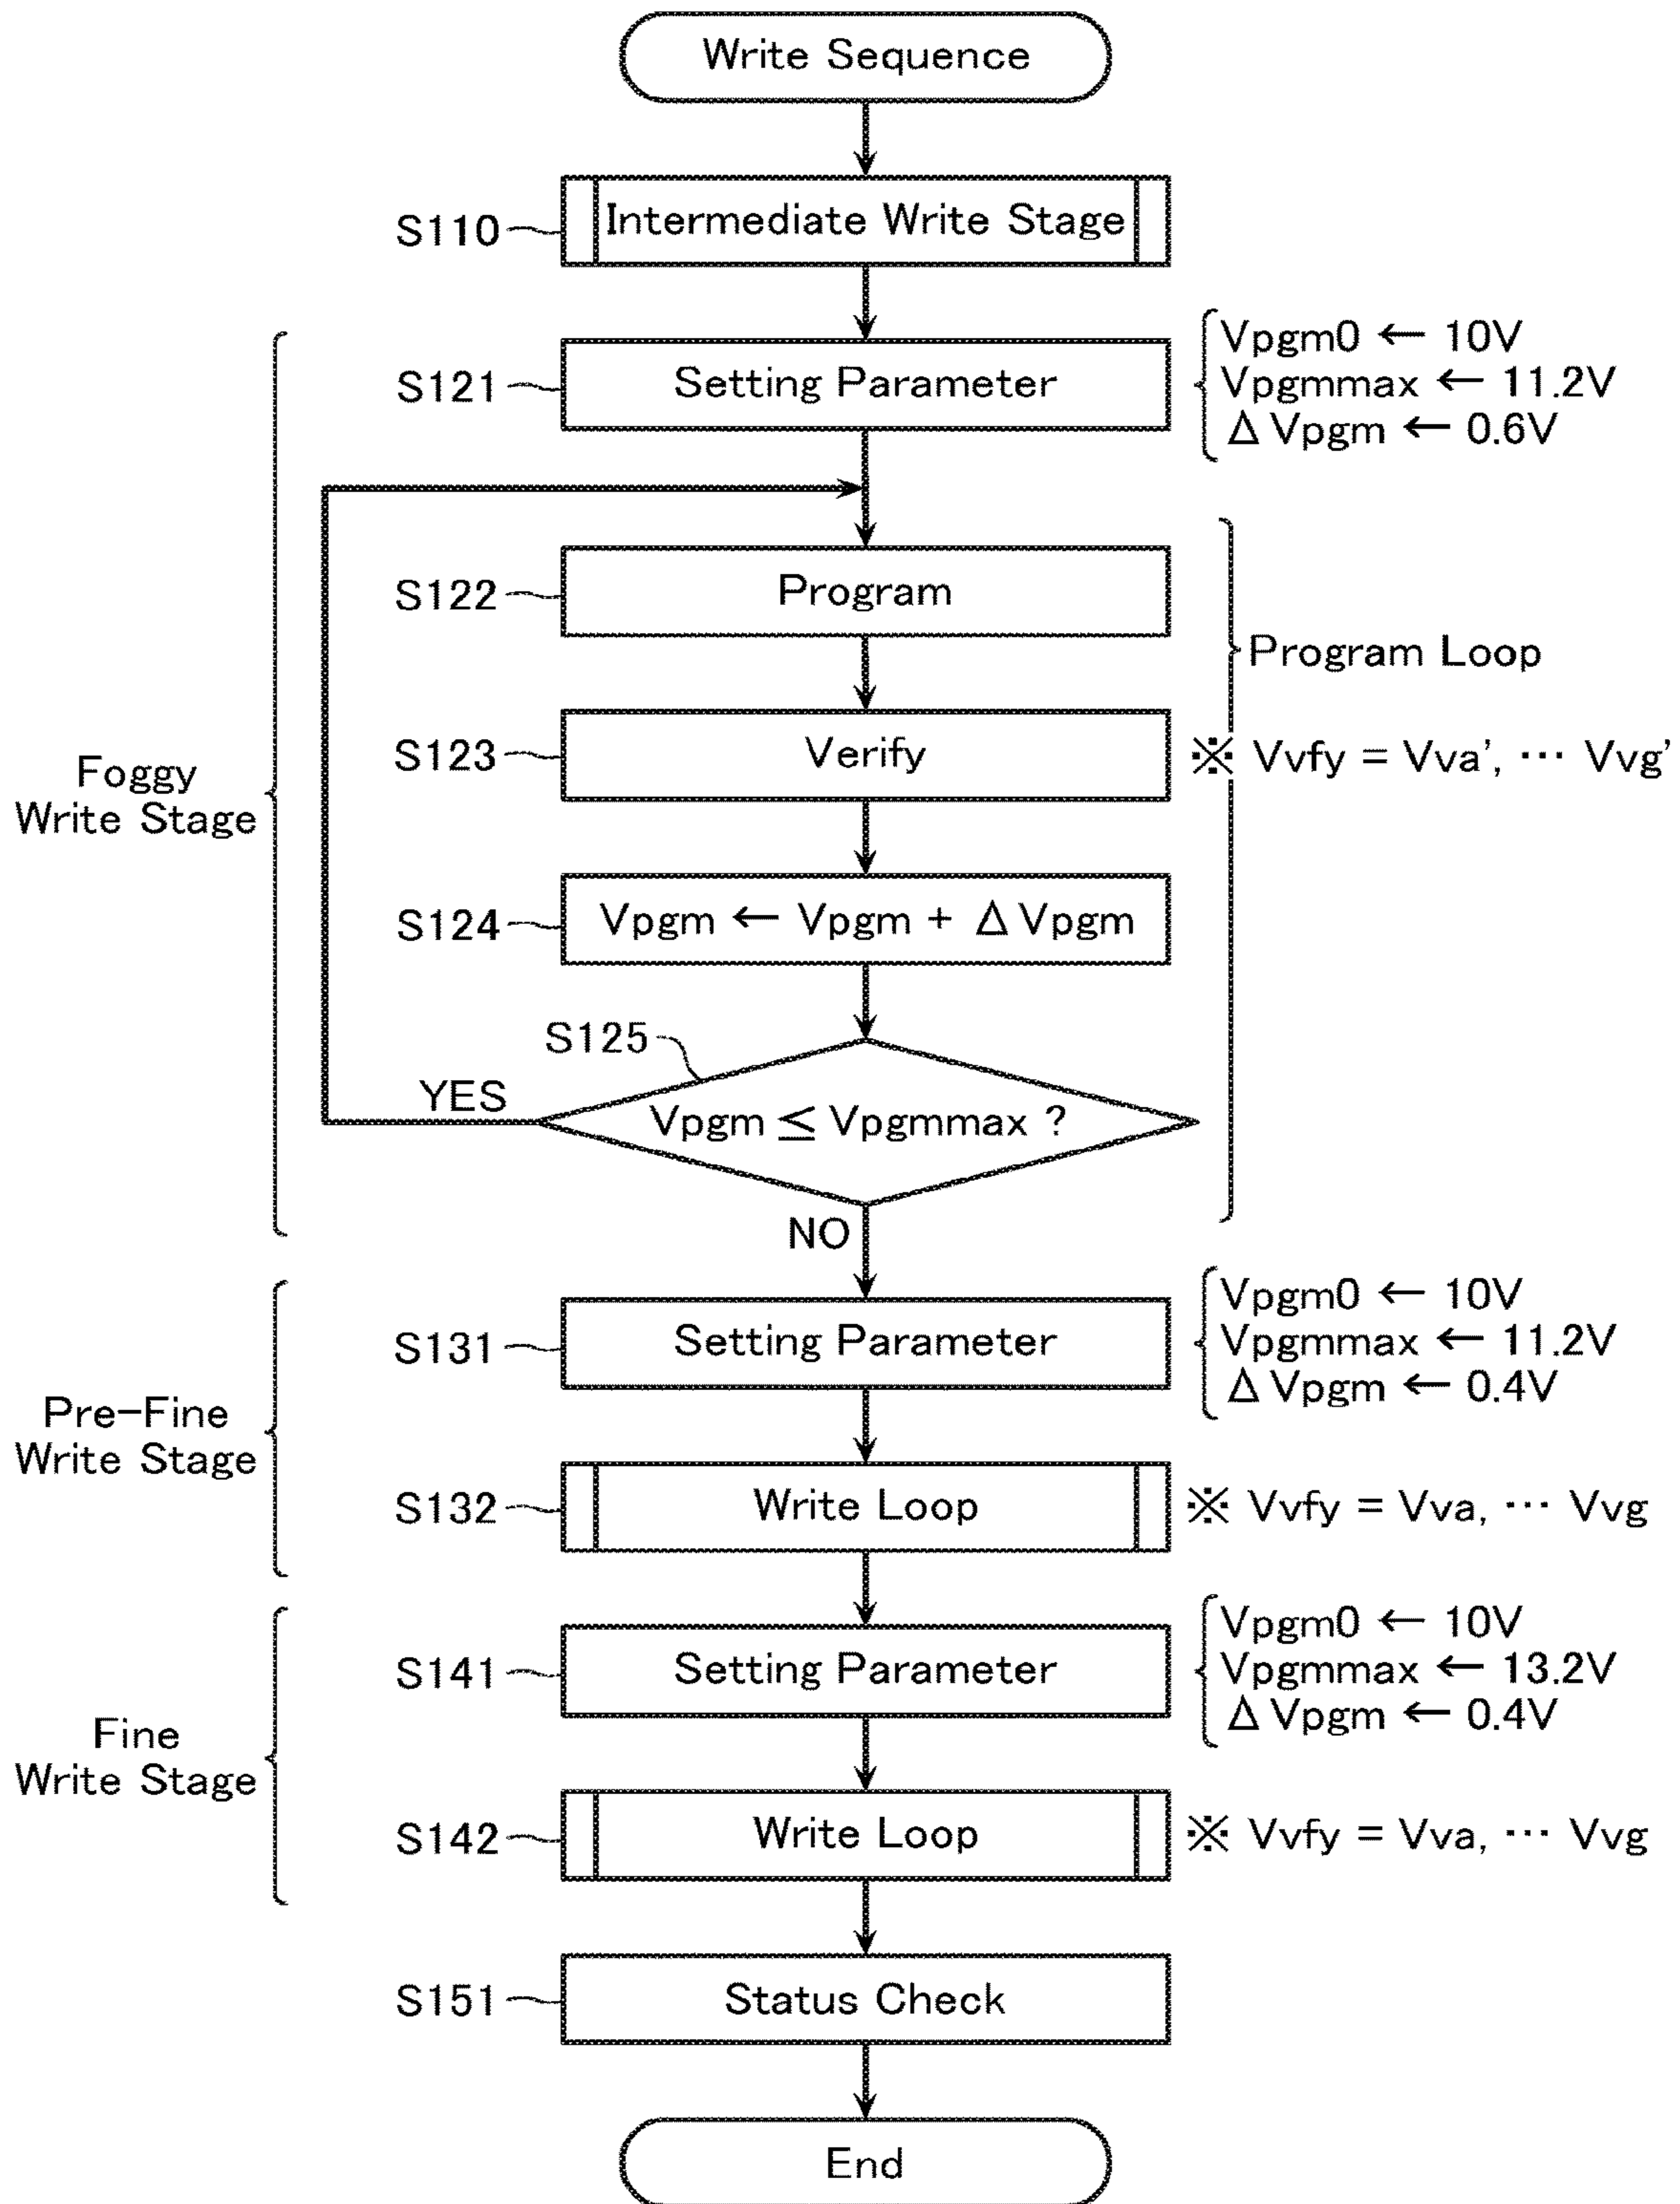 Write Sequence
S110
Intermediate Write Stage
S121
Setting Parameter
Vpgm0 ← 10V
Vpgmmax ← 11.2V
Δ Vpgm ← 0.6V
S122
Program
Program Loop
Foggy
Write Stage
S123
Verify
※ Vvfy = Vva', ··· Vvg'
S124
Vpgm ← Vpgm + Δ Vpgm
S125
YES
Vpgm ≦ Vpgmmax ?
NO
Pre-Fine
Write Stage
S131
Setting Parameter
Vpgm0 ← 10V
Vpgmmax ← 11.2V
Δ Vpgm ← 0.4V
S132
Write Loop
※ Vvfy = Vva, ··· Vvg
Fine
Write Stage
S141
Setting Parameter
Vpgm0 ← 10V
Vpgmmax ← 13.2V
Δ Vpgm ← 0.4V
S142
Write Loop
※ Vvfy = Vva, ··· Vvg
S151
Status Check
End